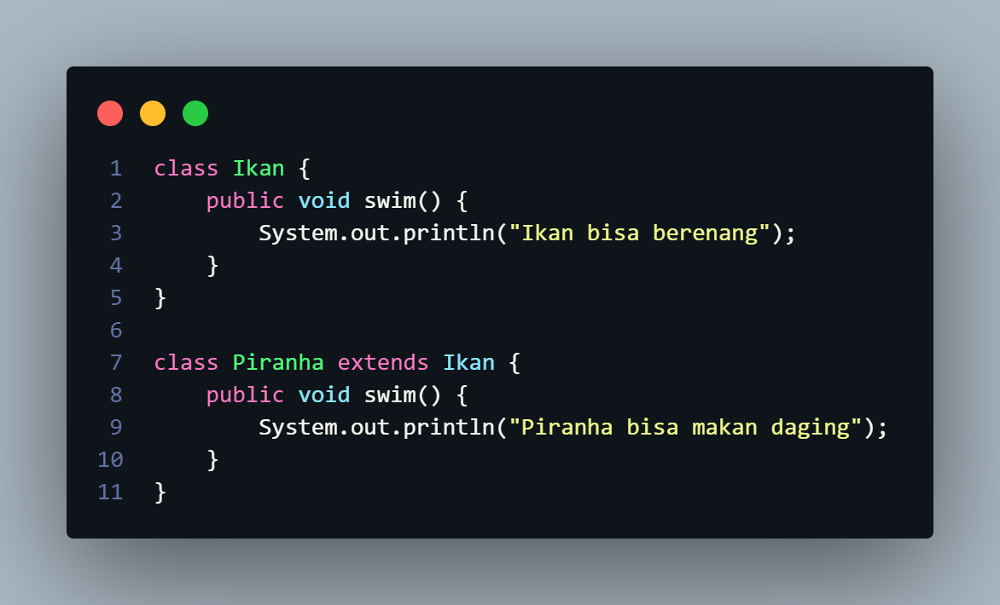 1 class Ikan {
2     public void swim() {
3         System.out.println("Ikan bisa berenang");
4     }
5 }
6
7 class Piranha extends Ikan {
8     public void swim() {
9         System.out.println("Piranha bisa makan daging");
10     }
11 }